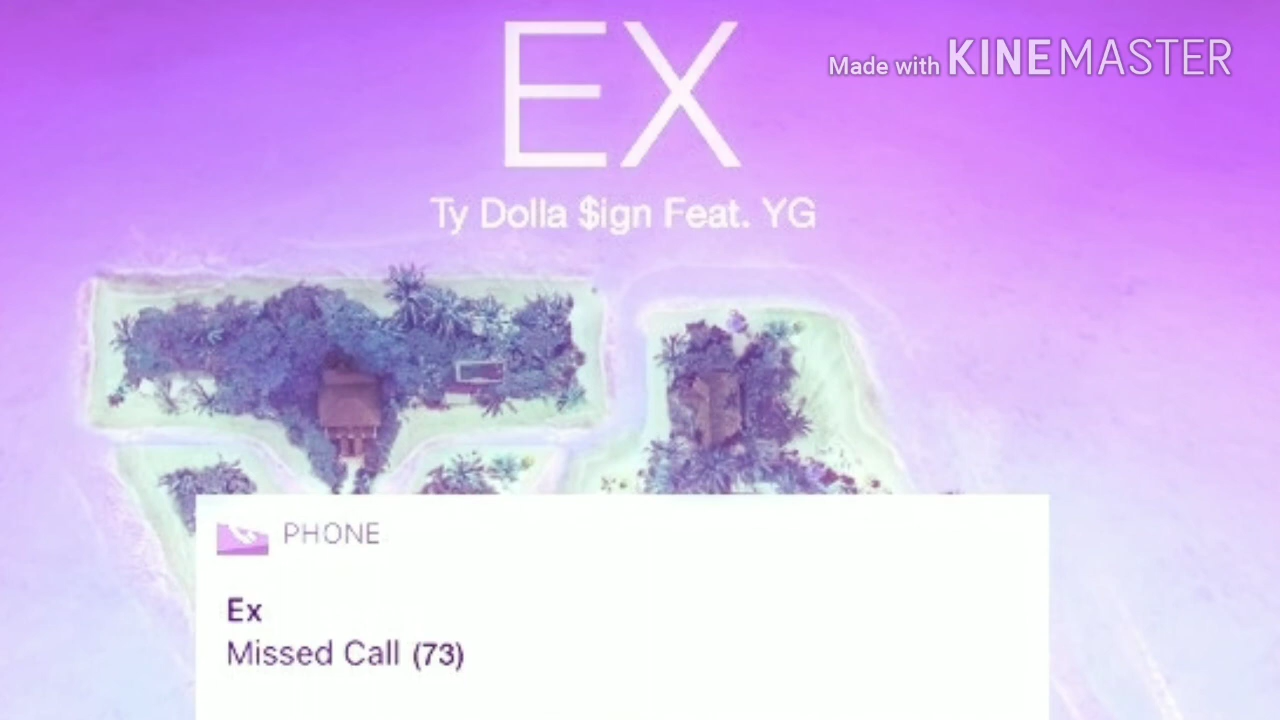 EX
Made with KINEMASTER
Ty Dolla $ign Feat. YG
PHONE
Ex
Missed Call (73)